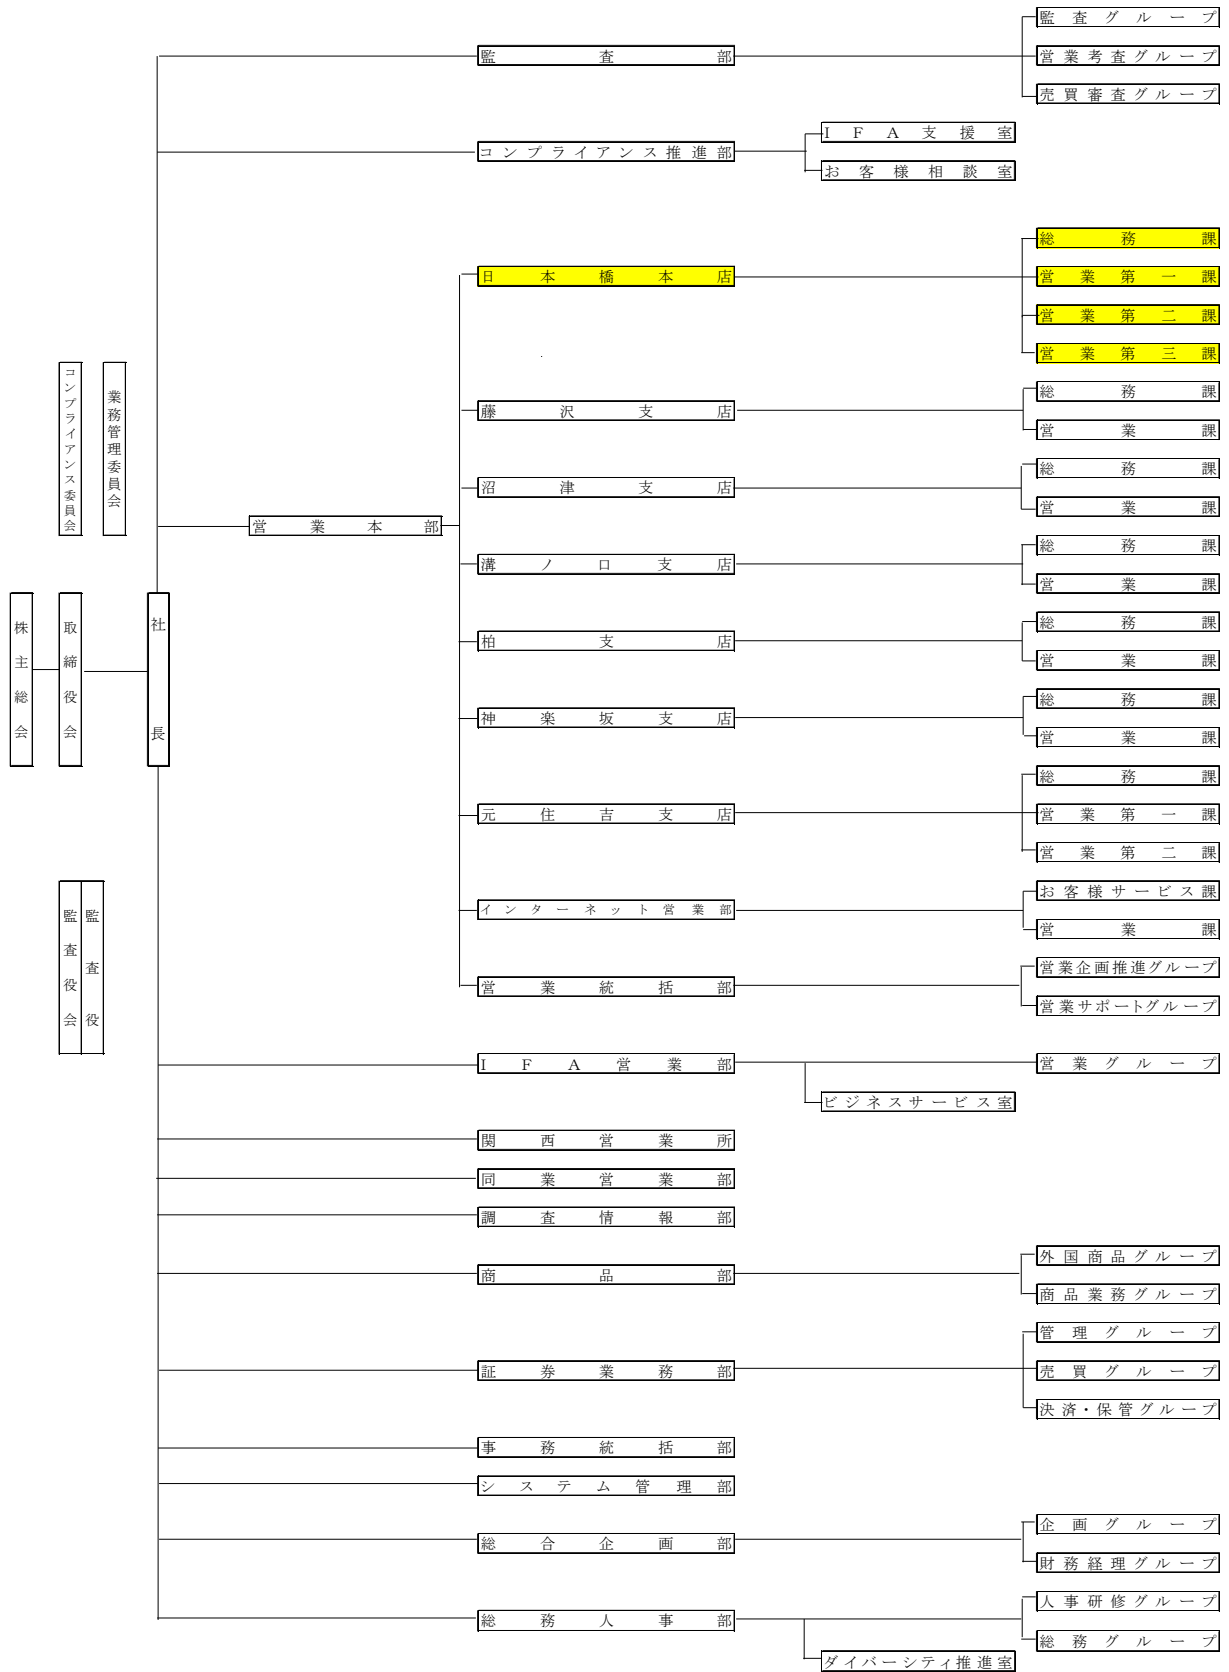 監査グループ
監査部
営業考査グループ
売買審査グループ
IFA支援室
コンプライアンス推進部
お客様相談室
総務課
日本橋本店
営業第一課
営業第二課
営業第三課
コンプライアンス委員会
業務管理委員会
総務課
藤沢支店
営業課
総務課
沼津支店
営業課
営業本部
総務課
溝ノ口支店
営業課
株主総会
取締役会
社長
総務課
柏支店
営業課
総務課
神楽坂支店
営業課
総務課
元住吉支店
営業第一課
営業第二課
監査役会
監査役
お客様サービス課
インターネット営業部
営業課
営業企画推進グループ
営業統括部
営業サポートグループ
IFA営業部
営業グループ
ビジネスサービス室
関西営業所
同業営業部
調査情報部
外国商品グループ
商品部
商品業務グループ
管理グループ
証券業務部
売買グループ
決済・保管グループ
事務統括部
システム管理部
企画グループ
総合企画部
財務経理グループ
人事研修グループ
総務人事部
総務グループ
ダイバーシティ推進室